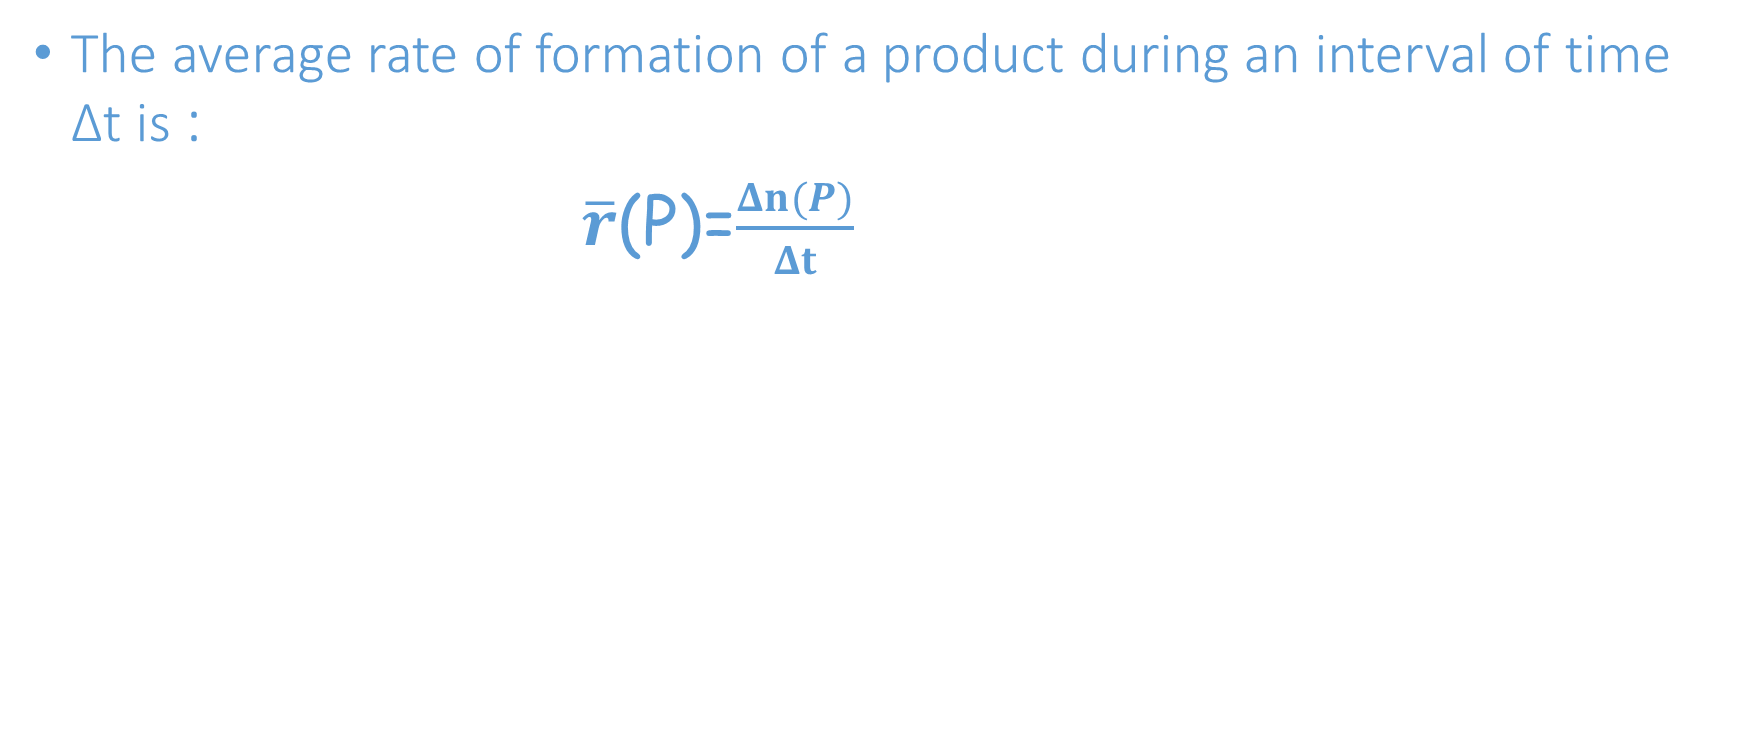 • The average rate of formation of a product during an interval of time
Δt is :
r̅(P)=Δn(P)/Δt